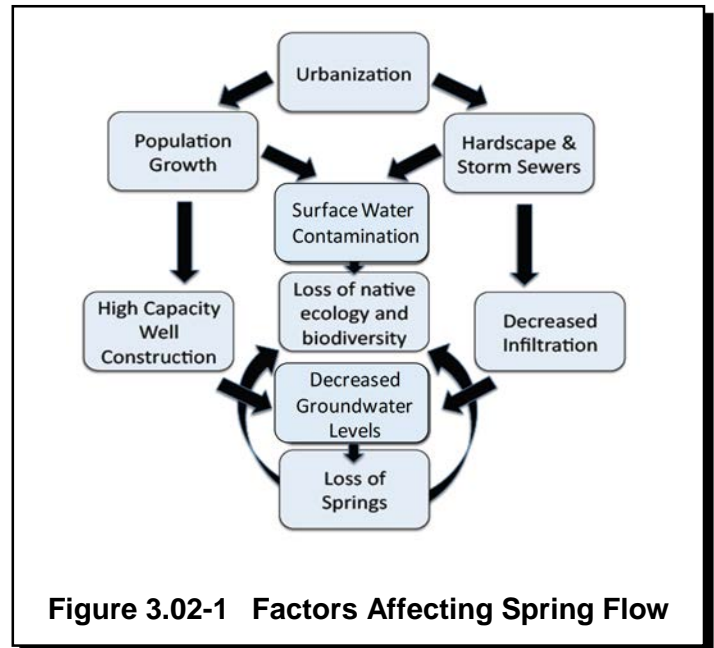 Urbanization
Population
Growth
Hardscape &
Storm Sewers
Surface Water
Contamination
High Capacity
Well
Construction
Loss of native
ecology and
biodiversity
Decreased
Infiltration
Decreased
Groundwater
Levels
Loss of
Springs
Figure 3.02-1 Factors Affecting Spring Flow